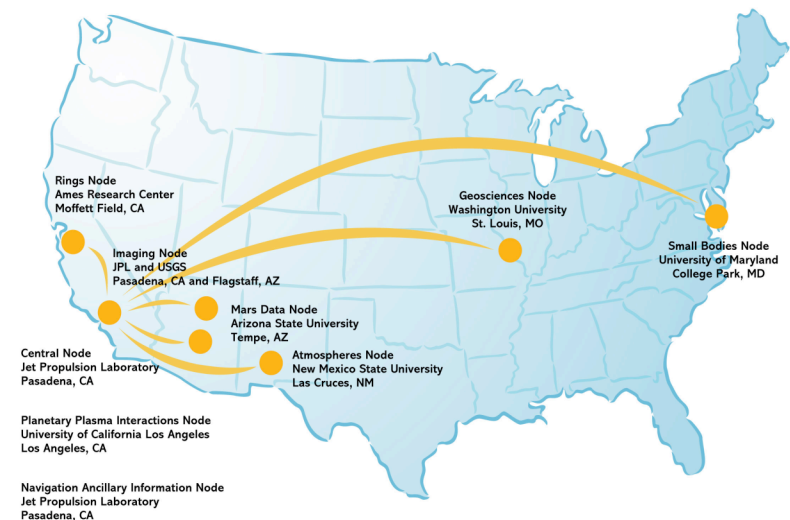 Rings Node
Ames Research Center
Moffett Field, CA
Imaging Node
JPL and USGS
Pasadena, CA and Flagstaff, AZ
Geosciences Node
Washington University
St. Louis, MO
Small Bodies Node
University of Maryland
College Park, MD
Mars Data Node
Arizona State University
Tempe, AZ
Central Node
Jet Propulsion Laboratory
Pasadena, CA
Atmospheres Node
New Mexico State University
Las Cruces, NM
Planetary Plasma Interactions Node
University of California Los Angeles
Los Angeles, CA
Navigation Ancillary Information Node
Jet Propulsion Laboratory
Pasadena, CA